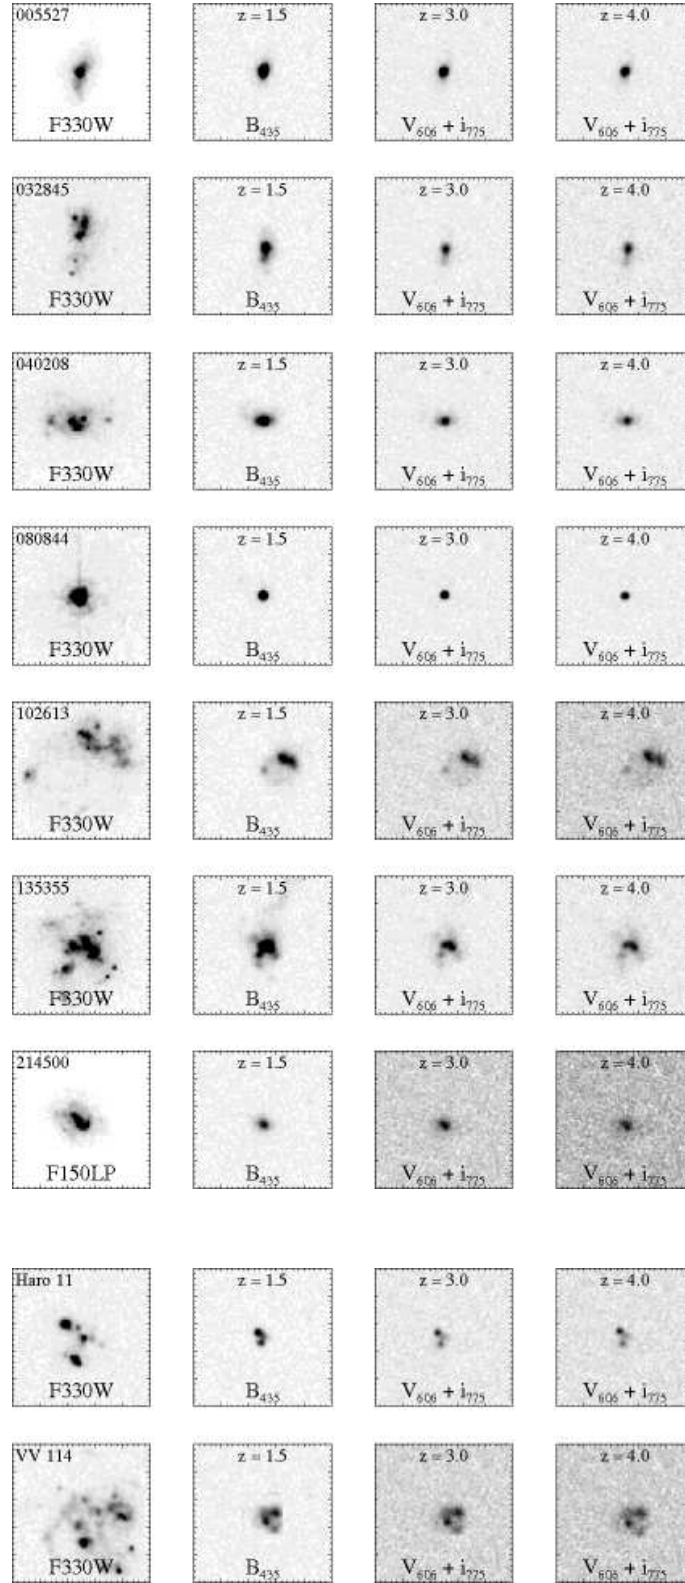 005527 z = 1.5 z = 3.0 z = 4.0
F330W B₄₃₅ V₆₀₆ + i₇₇₅ V₆₀₆ + i₇₇₅
032845 z = 1.5 z = 3.0 z = 4.0
F330W B₄₃₅ V₆₀₆ + i₇₇₅ V₆₀₆ + i₇₇₅
040208 z = 1.5 z = 3.0 z = 4.0
F330W B₄₃₅ V₆₀₆ + i₇₇₅ V₆₀₆ + i₇₇₅
080844 z = 1.5 z = 3.0 z = 4.0
F330W B₄₃₅ V₆₀₆ + i₇₇₅ V₆₀₆ + i₇₇₅
102613 z = 1.5 z = 3.0 z = 4.0
F330W B₄₃₅ V₆₀₆ + i₇₇₅ V₆₀₆ + i₇₇₅
135355 z = 1.5 z = 3.0 z = 4.0
F330W B₄₃₅ V₆₀₆ + i₇₇₅ V₆₀₆ + i₇₇₅
214500 z = 1.5 z = 3.0 z = 4.0
F150LP B₄₃₅ V₆₀₆ + i₇₇₅ V₆₀₆ + i₇₇₅
Haro 11 z = 1.5 z = 3.0 z = 4.0
F330W B₄₃₅ V₆₀₆ + i₇₇₅ V₆₀₆ + i₇₇₅
VV 114 z = 1.5 z = 3.0 z = 4.0
F330W B₄₃₅ V₆₀₆ + i₇₇₅ V₆₀₆ + i₇₇₅